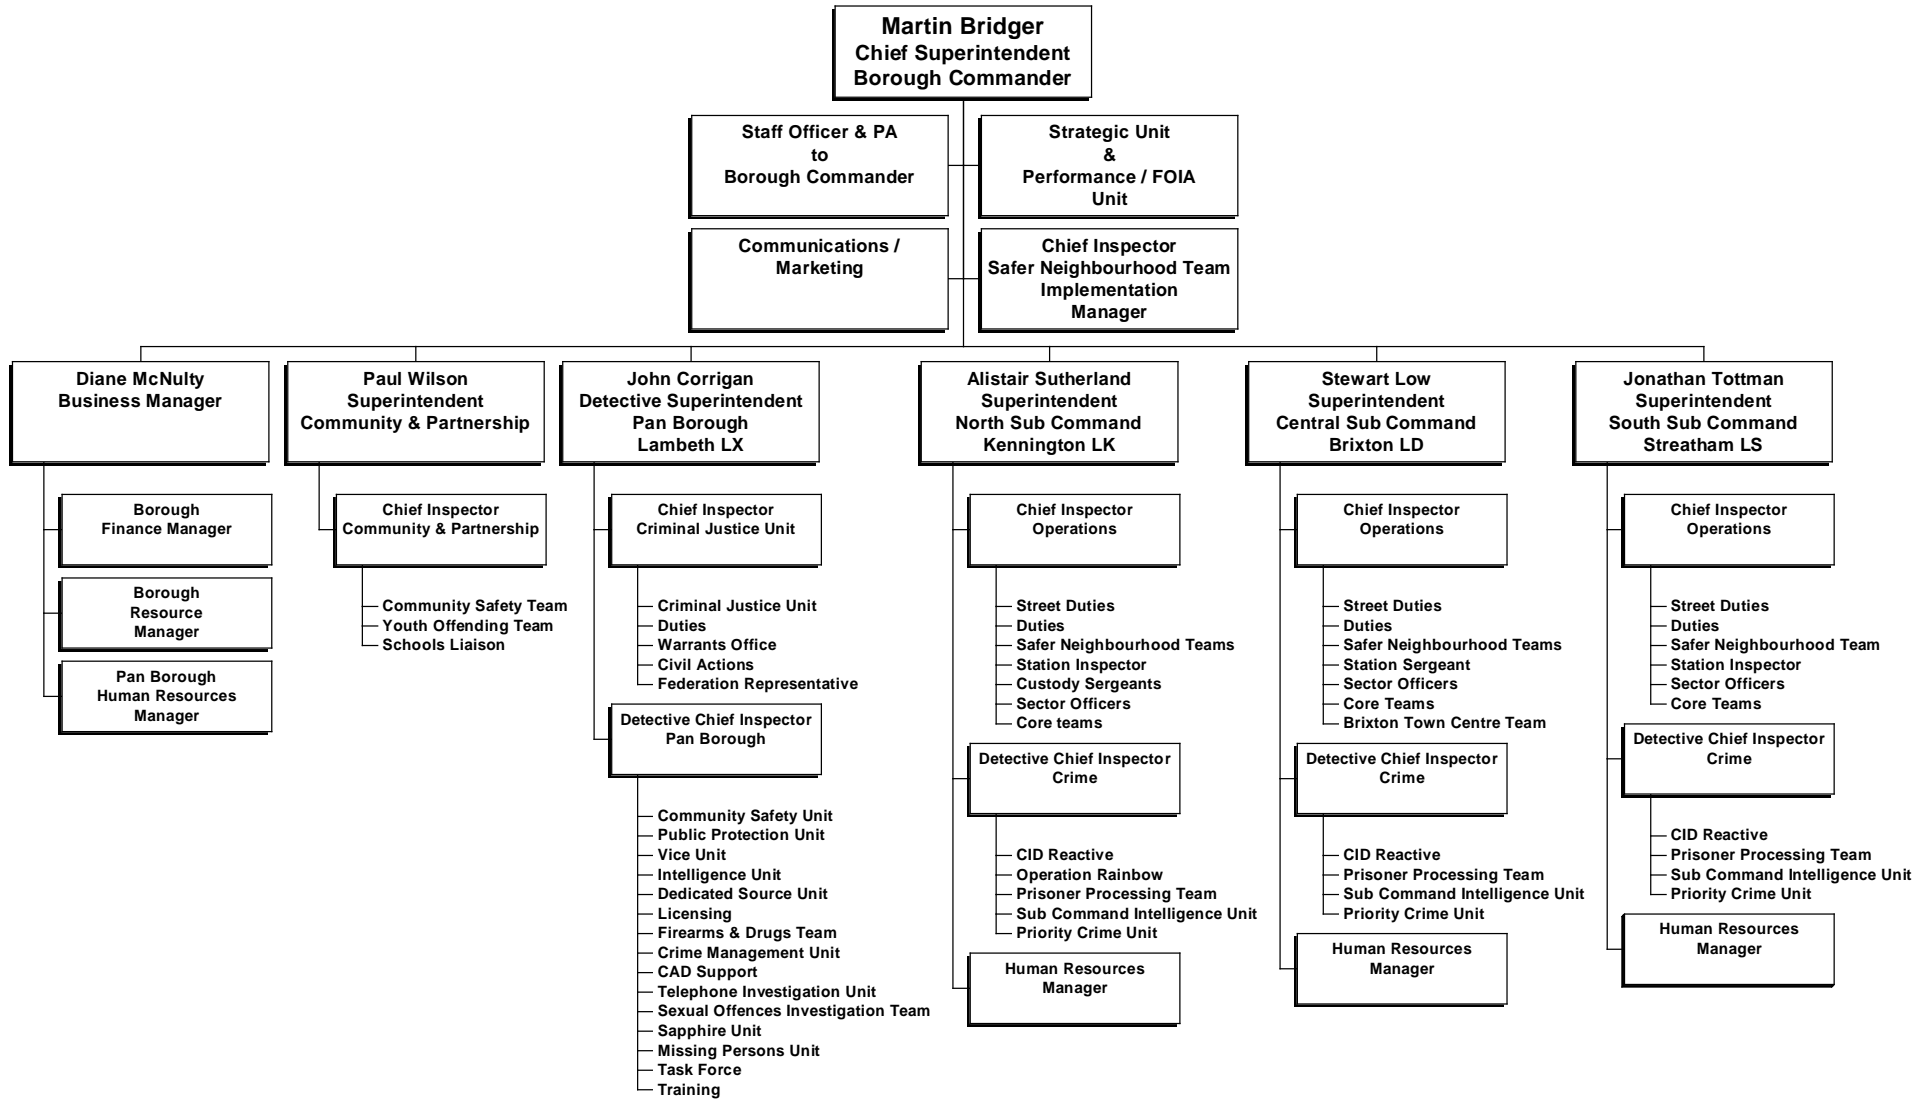 Martin Bridger
Chief Superintendent
Borough Commander
Staff Officer & PA
to
Borough Commander
Strategic Unit
&
Performance / FOIA
Unit
Communications /
Marketing
Chief Inspector
Safer Neighbourhood Team
Implementation
Manager
Diane McNulty
Business Manager
Borough
Finance Manager
Borough
Resource
Manager
Pan Borough
Human Resources
Manager
Paul Wilson
Superintendent
Community & Partnership
Chief Inspector
Community & Partnership
Community Safety Team
Youth Offending Team
Schools Liaison
John Corrigan
Detective Superintendent
Pan Borough
Lambeth LX
Chief Inspector
Criminal Justice Unit
Criminal Justice Unit
Duties
Warrants Office
Civil Actions
Federation Representative
Detective Chief Inspector
Pan Borough
Community Safety Unit
Public Protection Unit
Vice Unit
Intelligence Unit
Dedicated Source Unit
Licensing
Firearms & Drugs Team
Crime Management Unit
CAD Support
Telephone Investigation Unit
Sexual Offences Investigation Team
Sapphire Unit
Missing Persons Unit
Task Force
Training
Alistair Sutherland
Superintendent
North Sub Command
Kennington LK
Chief Inspector
Operations
Street Duties
Duties
Safer Neighbourhood Teams
Station Inspector
Custody Sergeants
Sector Officers
Core teams
Detective Chief Inspector
Crime
CID Reactive
Operation Rainbow
Prisoner Processing Team
Sub Command Intelligence Unit
Priority Crime Unit
Human Resources
Manager
Stewart Low
Superintendent
Central Sub Command
Brixton LD
Chief Inspector
Operations
Street Duties
Duties
Safer Neighbourhood Teams
Station Sergeant
Sector Officers
Core Teams
Brixton Town Centre Team
Detective Chief Inspector
Crime
CID Reactive
Prisoner Processing Team
Sub Command Intelligence Unit
Priority Crime Unit
Human Resources
Manager
Jonathan Tottman
Superintendent
South Sub Command
Streatham LS
Chief Inspector
Operations
Street Duties
Duties
Safer Neighbourhood Team
Station Inspector
Sector Officers
Core Teams
Detective Chief Inspector
Crime
CID Reactive
Prisoner Processing Team
Sub Command Intelligence Unit
Priority Crime Unit
Human Resources
Manager